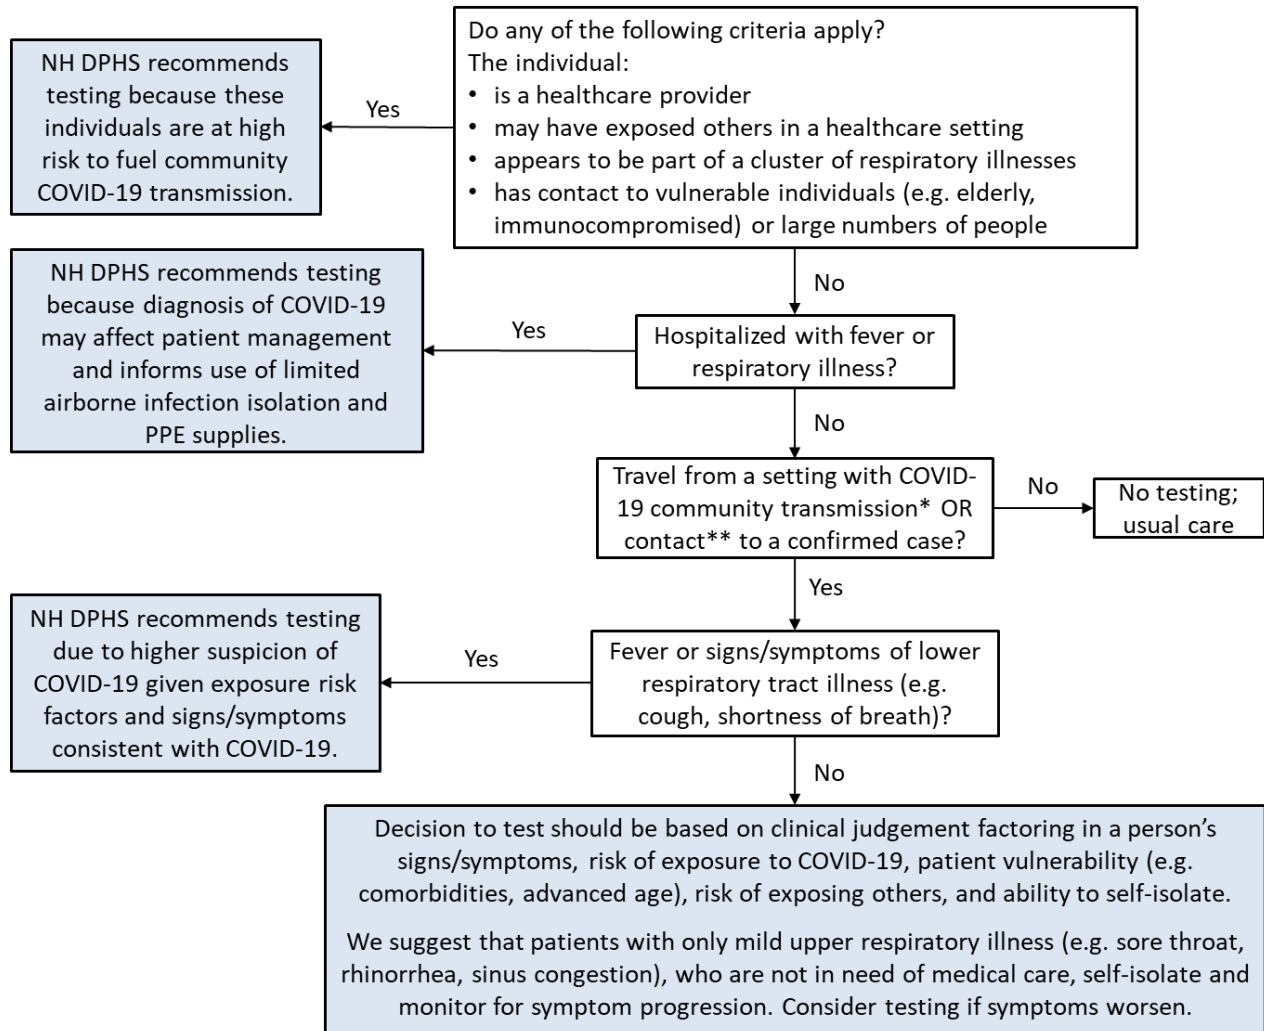 Do any of the following criteria apply?
The individual:
• is a healthcare provider
• may have exposed others in a healthcare setting
• appears to be part of a cluster of respiratory illnesses
• has contact to vulnerable individuals (e.g. elderly,
immunocompromised) or large numbers of people
Yes
NH DPHS recommends
testing because these
individuals are at high
risk to fuel community
COVID-19 transmission.
No
Hospitalized with fever or
respiratory illness?
Yes
NH DPHS recommends testing
because diagnosis of COVID-19
may affect patient management
and informs use of limited
airborne infection isolation and
PPE supplies.
No
Travel from a setting with COVID-
19 community transmission* OR
contact** to a confirmed case?
No
No testing;
usual care
Yes
Fever or signs/symptoms of lower
respiratory tract illness (e.g.
cough, shortness of breath)?
Yes
NH DPHS recommends testing
due to higher suspicion of
COVID-19 given exposure risk
factors and signs/symptoms
consistent with COVID-19.
No
Decision to test should be based on clinical judgement factoring in a person’s
signs/symptoms, risk of exposure to COVID-19, patient vulnerability (e.g.
comorbidities, advanced age), risk of exposing others, and ability to self-isolate.
We suggest that patients with only mild upper respiratory illness (e.g. sore throat,
rhinorrhea, sinus congestion), who are not in need of medical care, self-isolate and
monitor for symptom progression. Consider testing if symptoms worsen.